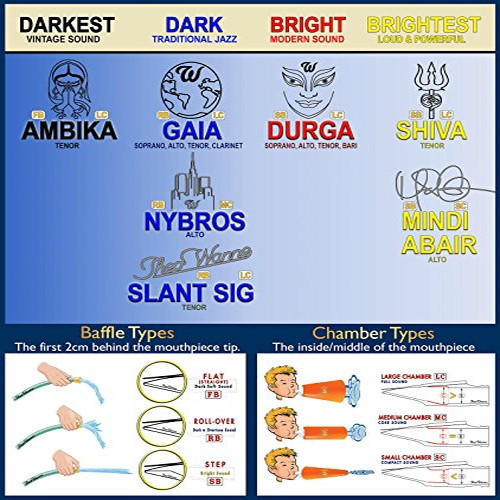 DARKEST
VINTAGE SOUND
DARK
TRADITIONAL JAZZ
BRIGHT
MODERN SOUND
BRIGHTEST
LOUD & POWERFUL
FB
LC
AMBIKA
TENOR
W
RB
LC
GAIA
SOPRANO, ALTO, TENOR, CLARINET
W
SB
LC
DURGA
SOPRANO, ALTO, TENOR, BARI
SB
LC
SHIVA
TENOR
RB
MC
NYBROS
ALTO
SB
SC
MINDI
ABAIR
ALTO
Theo Wanne
RB
LC
SLANT SIG
TENOR
Baffle Types
The first 2cm behind the mouthpiece tip.
Chamber Types
The inside/middle of the mouthpiece
FLAT
(STRAIGHT)
Dark Soft Sound
FB
ROLL-OVER
RB
STEP
Bright Sound
SB
LARGE CHAMBER LC
FULL SOUND
MEDIUM CHAMBER MC
CORE SOUND
SMALL CHAMBER SC
COMPACT SOUND